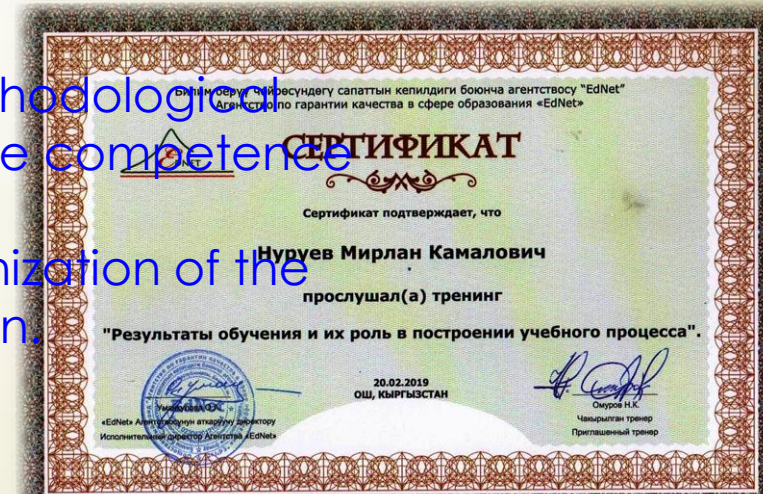 Билим берүү чөйрөсүндөгү сапаттын кепилдиги боюнча агентствосу "EdNet"
Агентство по гарантии качества в сфере образования «EdNet»
hodological
e competence
СЕРТИФИКАТ
Сертификат подтверждает, что
Нуруев Мирлан Камалович
nization of the
прослушал(а) тренинг
n.
"Результаты обучения и их роль в построении учебного процесса".
20.02.2019
ОШ, КЫРГЫЗСТАН
«EdNet» Агентствосунун аткаруучу директору
Исполнительный директор Агентства «EdNet»
Омуров Н.К.
Чакырылган тренер
Приглашенный тренер